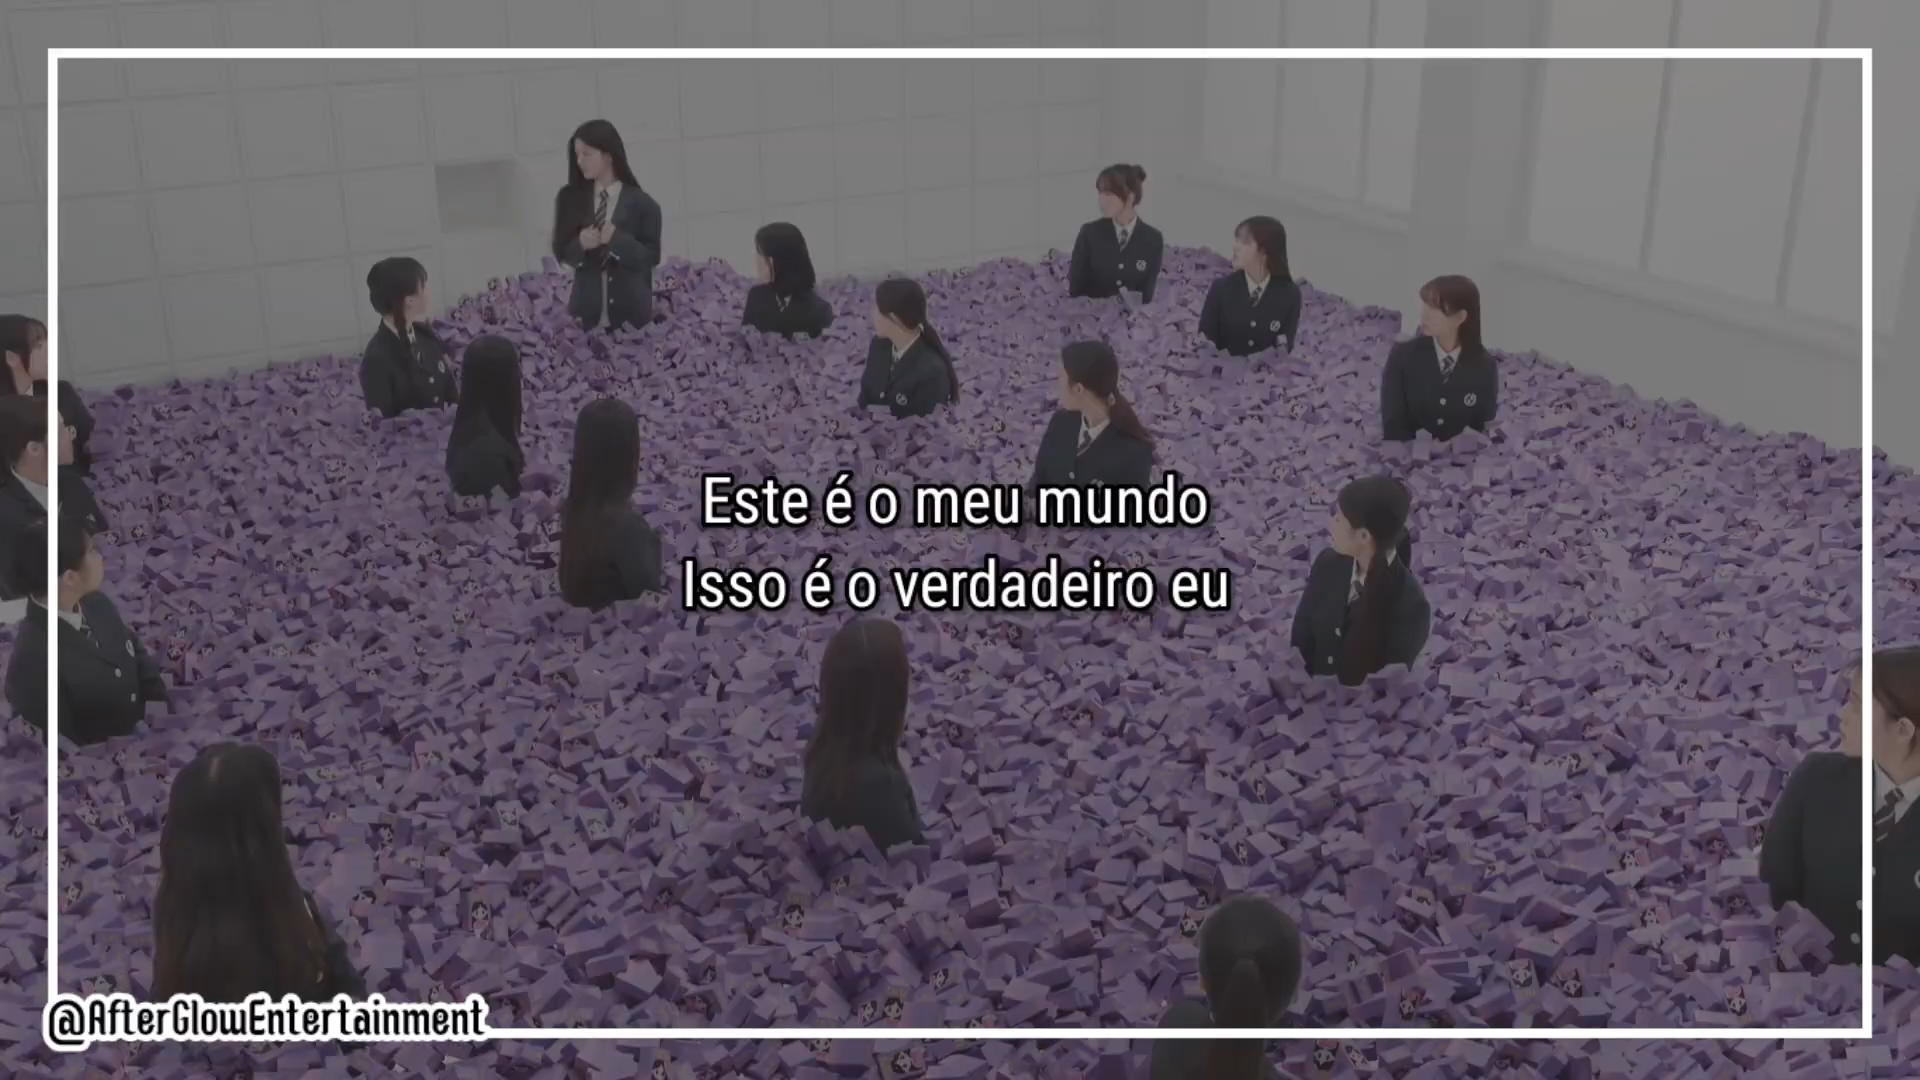 Este é o meu mundo
Isso é o verdadeiro eu
@AfterGlowEntertainment